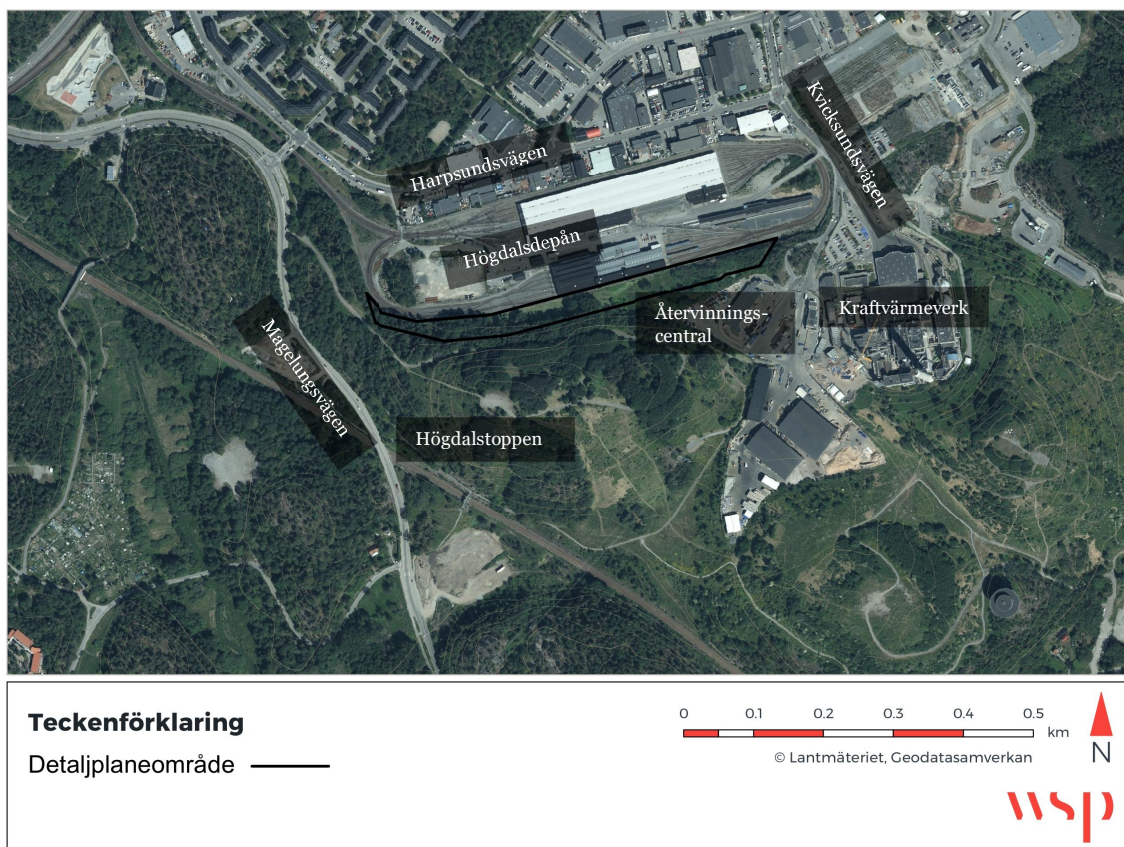 Kvicksundsvägen
Harpsundsvägen
Högdalsdepån
Återvinnings-
central
Kraftvärmeverk
Magelungsvägen
Högdalstoppen
Teckenförklaring
Detaljplaneområde
0 0.1 0.2 0.3 0.4 0.5
km
© Lantmäteriet, Geodatasamverkan
N
wsp